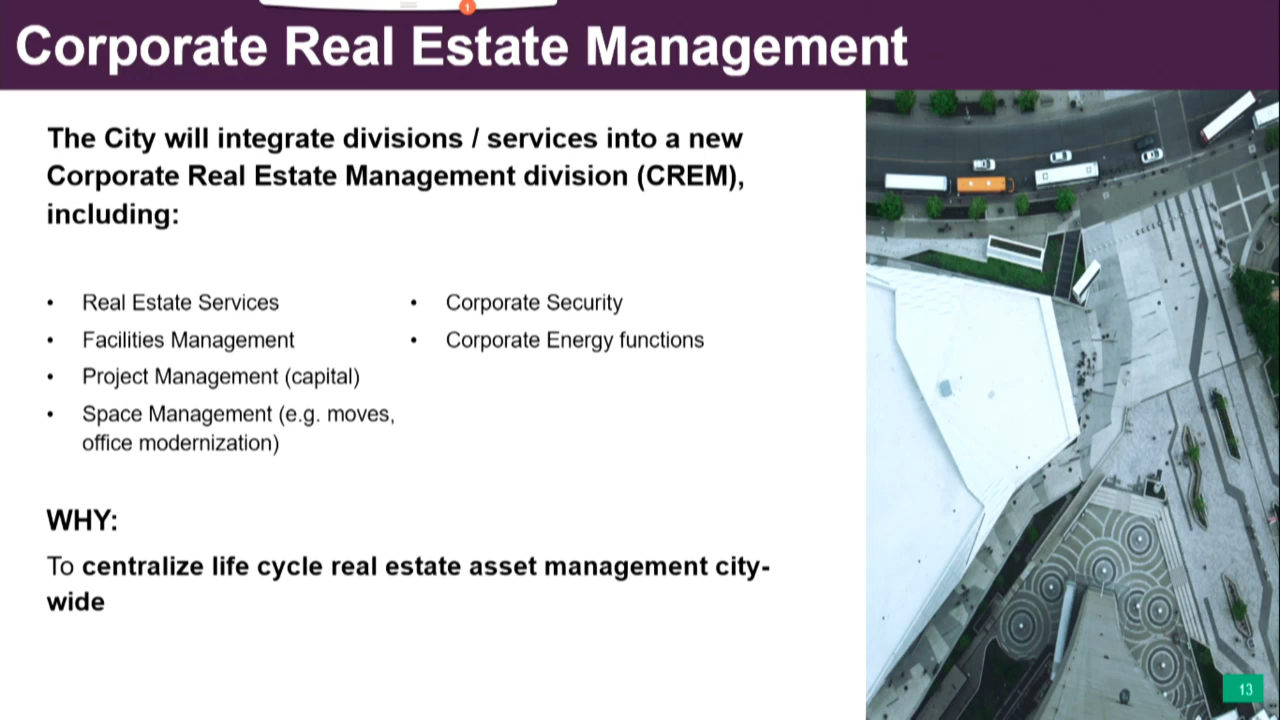 1
Corporate Real Estate Management
The City will integrate divisions / services into a new
Corporate Real Estate Management division (CREM),
including:
• Real Estate Services
• Facilities Management
• Project Management (capital)
• Space Management (e.g. moves,
office modernization)
• Corporate Security
• Corporate Energy functions
WHY:
To centralize life cycle real estate asset management city-
wide
13